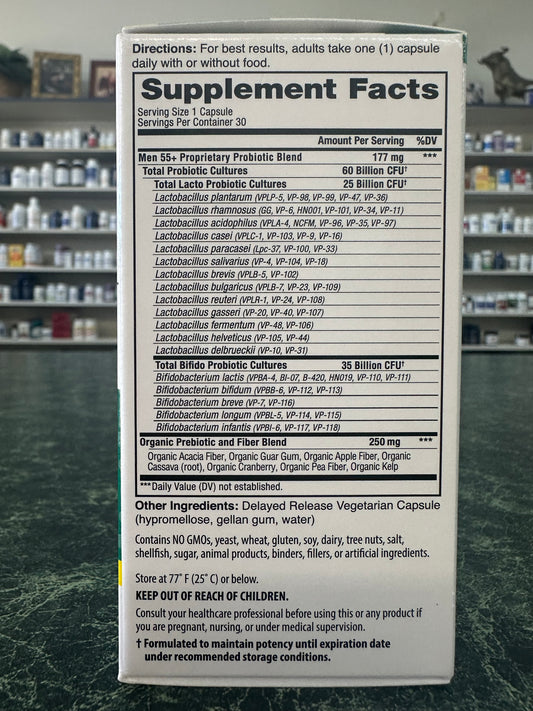 Directions: For best results, adults take one (1) capsule
daily with or without food.
Supplement Facts
Serving Size 1 Capsule
Servings Per Container 30
Amount Per Serving %DV
Men 55+ Proprietary Probiotic Blend 177 mg ***
Total Probiotic Cultures 60 Billion CFU†
Total Lacto Probiotic Cultures 25 Billion CFU†
Lactobacillus plantarum (VPLP-5, VP-98, VP-99, VP-47, VP-36)
Lactobacillus rhamnosus (GG, VP-6, HN001, VP-101, VP-34, VP-11)
Lactobacillus acidophilus (VPLA-4, NCFM, VP-96, VP-35, VP-97)
Lactobacillus casei (VPLC-1, VP-103, VP-9, VP-16)
Lactobacillus paracasei (Lpc-37, VP-100, VP-33)
Lactobacillus salivarius (VP-4, VP-104, VP-18)
Lactobacillus brevis (VPLB-5, VP-102)
Lactobacillus bulgaricus (VPLB-7, VP-23, VP-109)
Lactobacillus reuteri (VPLR-1, VP-24, VP-108)
Lactobacillus gasseri (VP-20, VP-40, VP-107)
Lactobacillus fermentum (VP-48, VP-106)
Lactobacillus helveticus (VP-105, VP-44)
Lactobacillus delbrueckii (VP-10, VP-31)
Total Bifido Probiotic Cultures 35 Billion CFU†
Bifidobacterium lactis (VPBA-4, BI-07, B-420, HN019, VP-110, VP-111)
Bifidobacterium bifidum (VPBB-6, VP-112, VP-113)
Bifidobacterium breve (VP-7, VP-116)
Bifidobacterium longum (VPBL-5, VP-114, VP-115)
Bifidobacterium infantis (VPBI-6, VP-117, VP-118)
Organic Prebiotic and Fiber Blend 250 mg ***
Organic Acacia Fiber, Organic Guar Gum, Organic Apple Fiber, Organic
Cassava (root), Organic Cranberry, Organic Pea Fiber, Organic Kelp
***Daily Value (DV) not established.
Other Ingredients: Delayed Release Vegetarian Capsule
(hypromellose, gellan gum, water)
Contains NO GMOs, yeast, wheat, gluten, soy, dairy, tree nuts, salt,
shellfish, sugar, animal products, binders, fillers, or artificial ingredients.
Store at 77° F (25° C) or below.
KEEP OUT OF REACH OF CHILDREN.
Consult your healthcare professional before using this or any product if
you are pregnant, nursing, or under medical supervision.
† Formulated to maintain potency until expiration date
under recommended storage conditions.